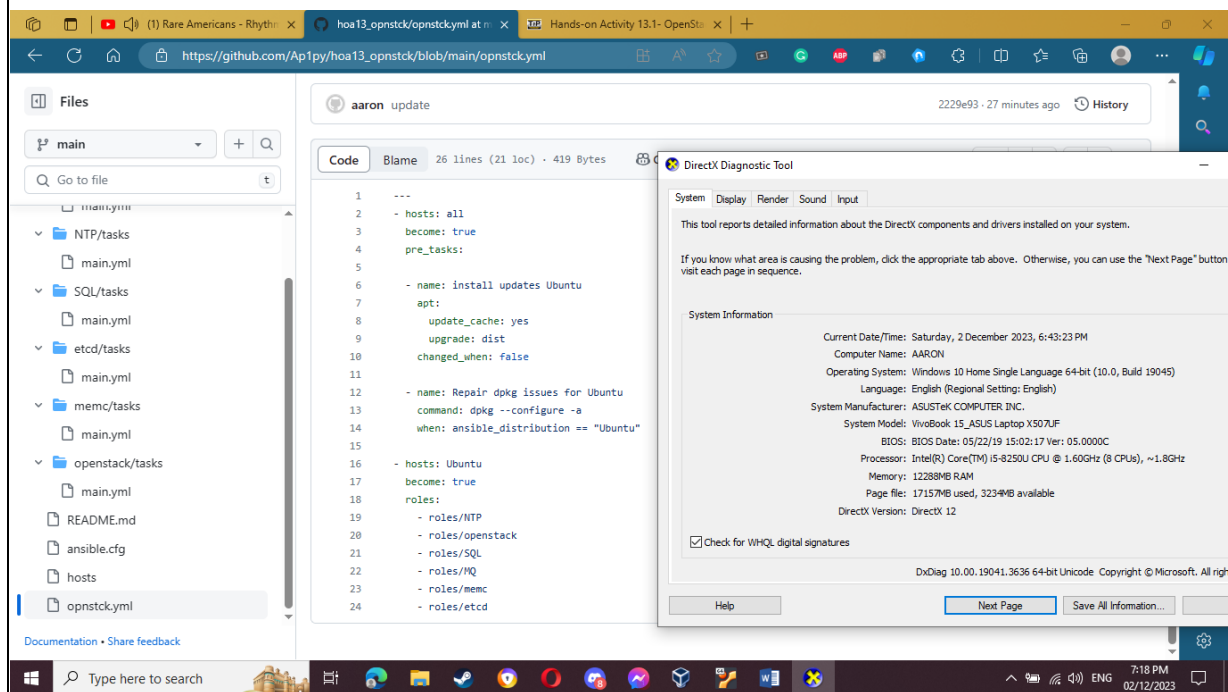 (1) Rare Americans - Rhythm
hoa13_opnstck/opnstck.yml at m
TIP Hands-on Activity 13.1- OpenSta
https://github.com/Ap1py/hoa13_opnstck/blob/main/opnstck.yml
Files
main
Go to file
t
main.yml
NTP/tasks
main.yml
SQL/tasks
main.yml
etcd/tasks
main.yml
memc/tasks
main.yml
openstack/tasks
main.yml
README.md
ansible.cfg
hosts
opnstck.yml
Documentation • Share feedback
aaron update
2229e93 · 27 minutes ago History
Code Blame 26 lines (21 loc) · 419 Bytes
1 ---
2 - hosts: all
3 become: true
4 pre_tasks:
5
6 - name: install updates Ubuntu
7 apt:
8 update_cache: yes
9 upgrade: dist
10 changed_when: false
11
12 - name: Repair dpkg issues for Ubuntu
13 command: dpkg --configure -a
14 when: ansible_distribution == "Ubuntu"
15
16 - hosts: Ubuntu
17 become: true
18 roles:
19 - roles/NTP
20 - roles/openstack
21 - roles/SQL
22 - roles/MQ
23 - roles/memc
24 - roles/etcd
DirectX Diagnostic Tool
System Display Render Sound Input
This tool reports detailed information about the DirectX components and drivers installed on your system.
If you know what area is causing the problem, click the appropriate tab above. Otherwise, you can use the "Next Page" button
visit each page in sequence.
System Information
Current Date/Time: Saturday, 2 December 2023, 6:43:23 PM
Computer Name: AARON
Operating System: Windows 10 Home Single Language 64-bit (10.0, Build 19045)
Language: English (Regional Setting: English)
System Manufacturer: ASUSTeK COMPUTER INC.
System Model: VivoBook 15_ASUS Laptop X507UF
BIOS: BIOS Date: 05/22/19 15:02:17 Ver: 05.0000C
Processor: Intel(R) Core(TM) i5-8250U CPU @ 1.60GHz (8 CPUs), ~1.8GHz
Memory: 12288MB RAM
Page file: 17157MB used, 3234MB available
DirectX Version: DirectX 12
Check for WHQL digital signatures
DxDiag 10.00.19041.3636 64-bit Unicode Copyright © Microsoft. All righ
Help
Next Page
Save All Information...
Type here to search
ENG
7:18 PM
02/12/2023